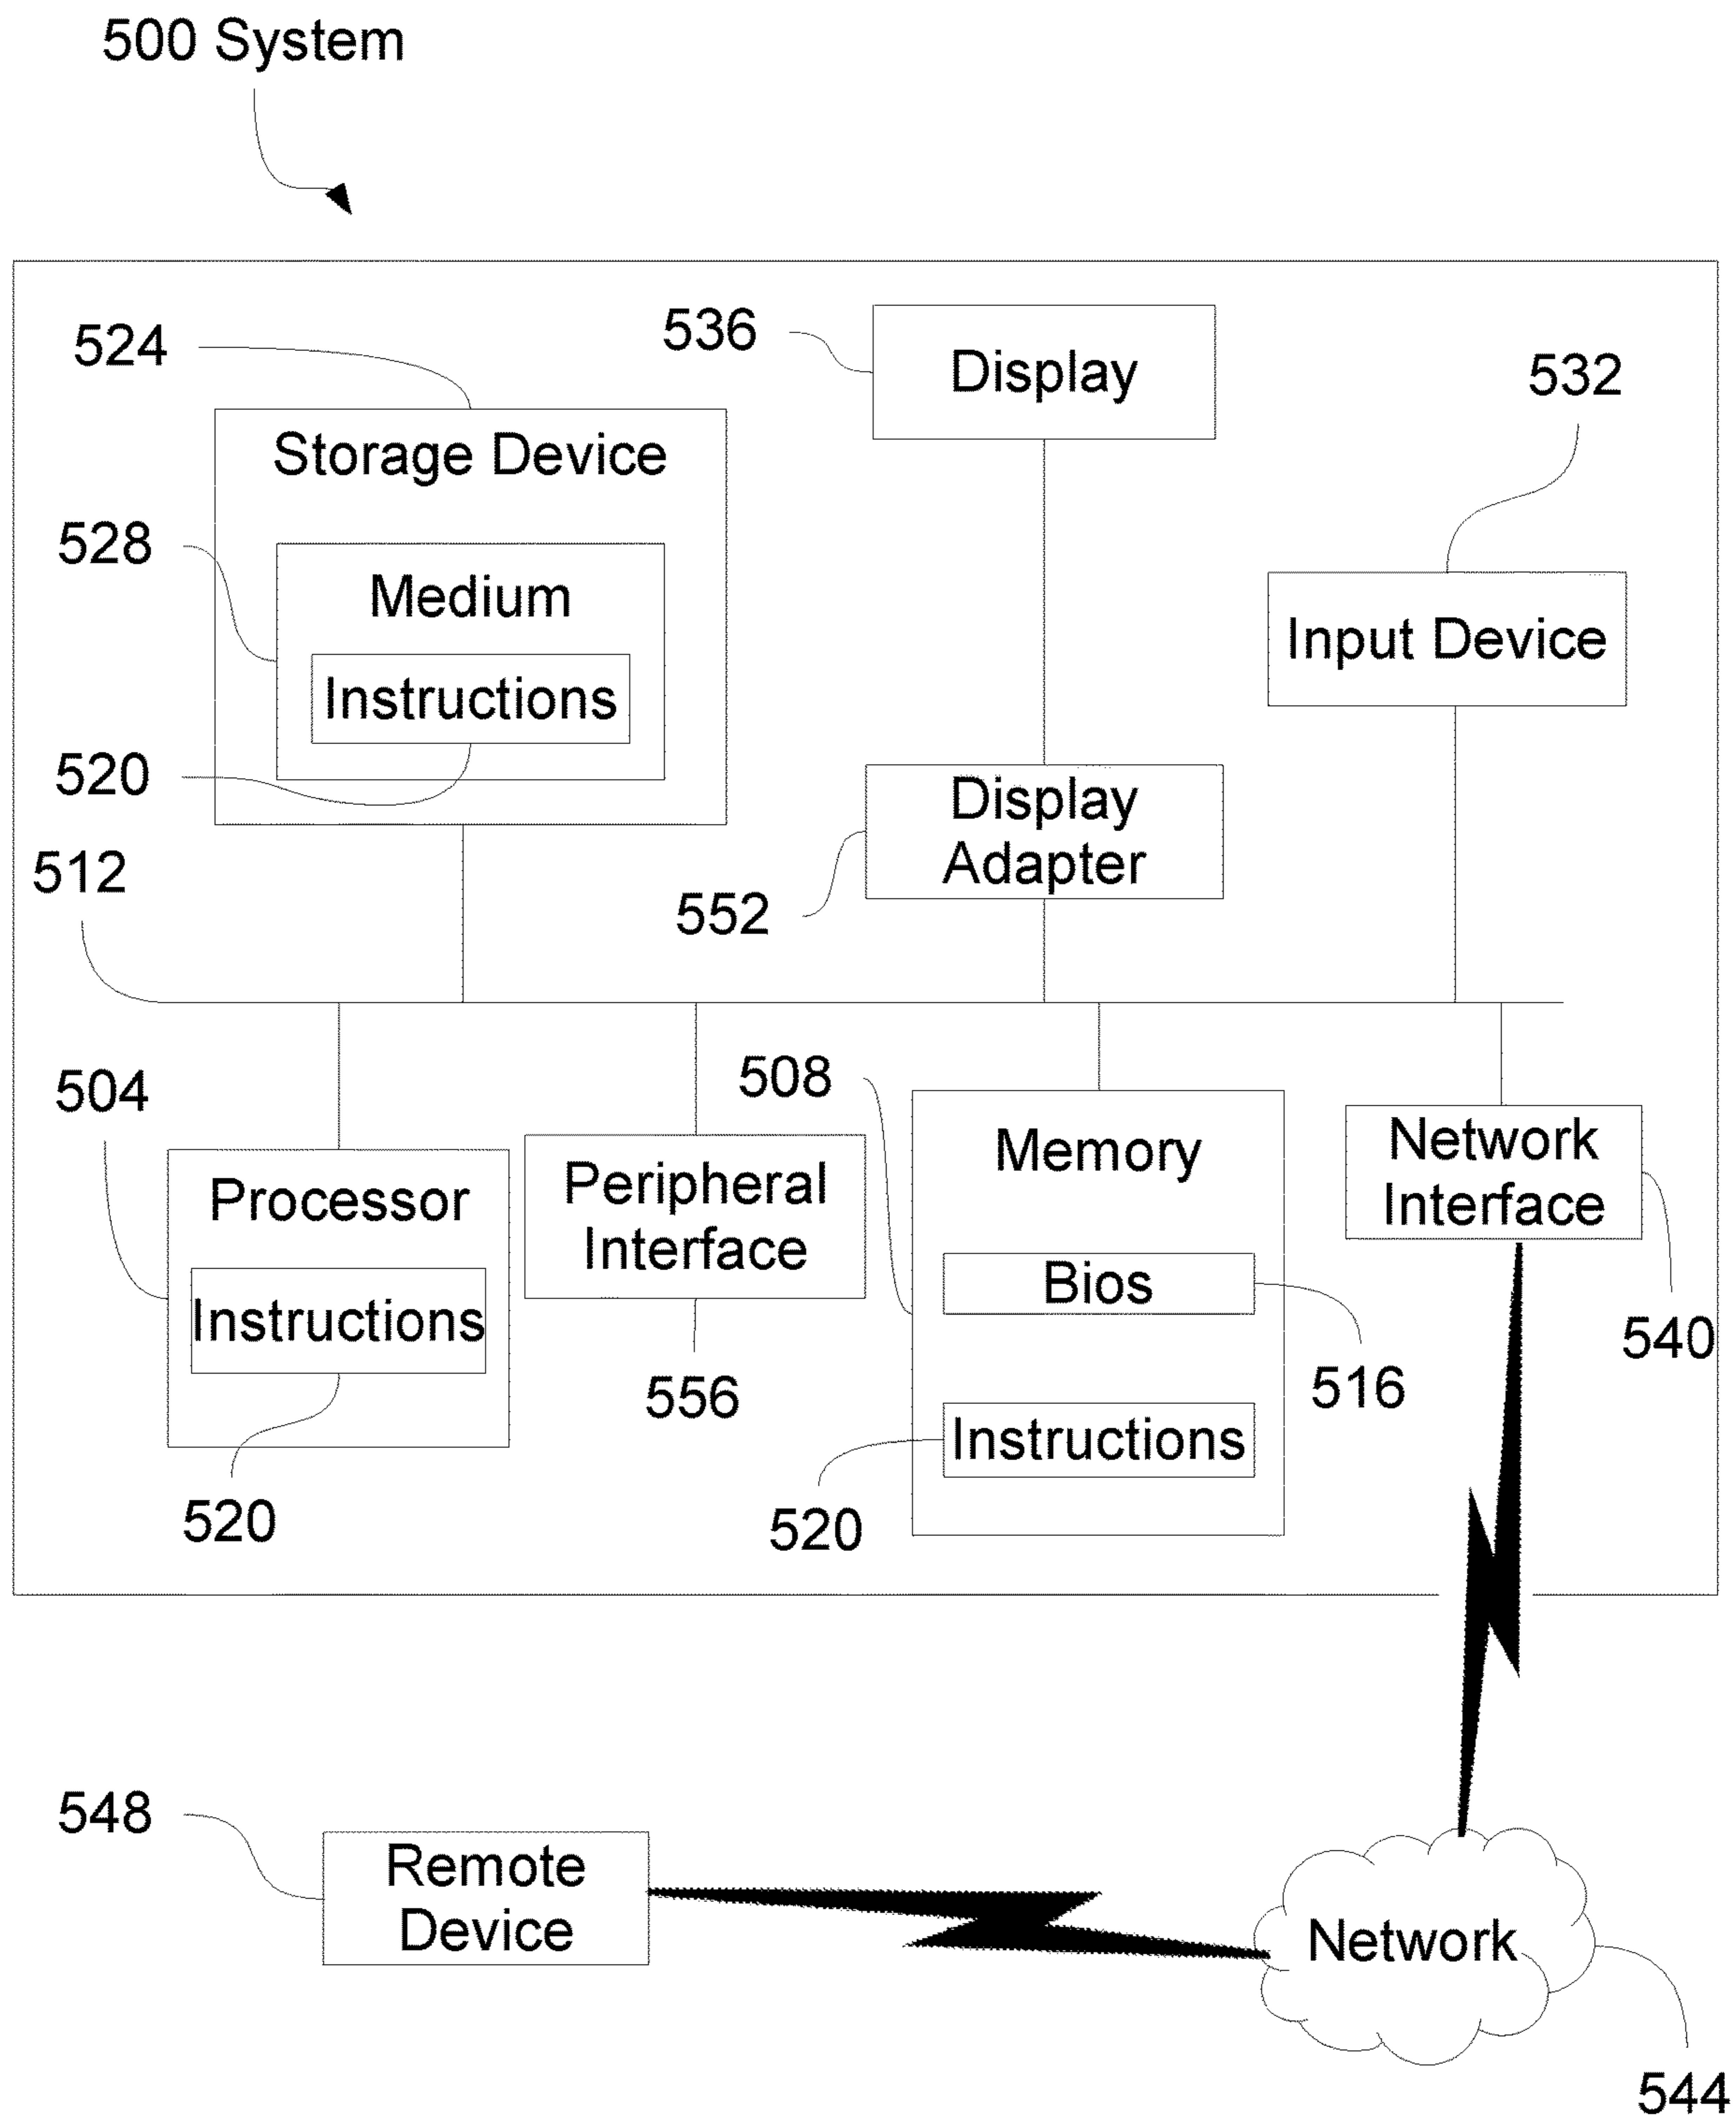 500 System
524
536
Display
532
Storage Device
528
Medium
Input Device
Instructions
520
Display
Adapter
512
552
504
508
Memory
Network
Interface
Processor
Peripheral
Interface
Bios
Instructions
540
556
516
Instructions
520
520
548
Remote
Device
Network
544